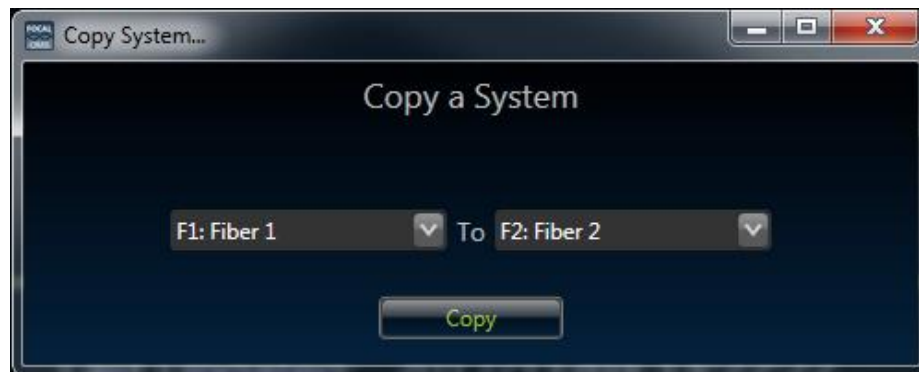 Copy System...
Copy a System
F1: Fiber 1 To F2: Fiber 2
Copy